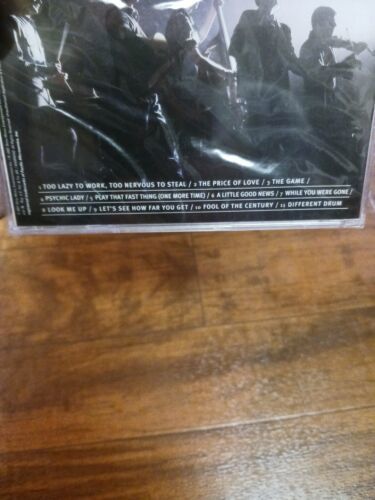 1 TOO LAZY TO WORK, TOO NERVOUS TO STEAL / 2 THE PRICE OF LOVE / 3 THE GAME /
4 PSYCHIC LADY / 5 PLAY THAT FAST THING (ONE MORE TIME) / 6 A LITTLE GOOD NEWS / 7 WHILE YOU WERE GONE /
8 LOOK ME UP / 9 LET'S SEE HOW FAR YOU GET / 10 FOOL OF THE CENTURY / 11 DIFFERENT DRUM